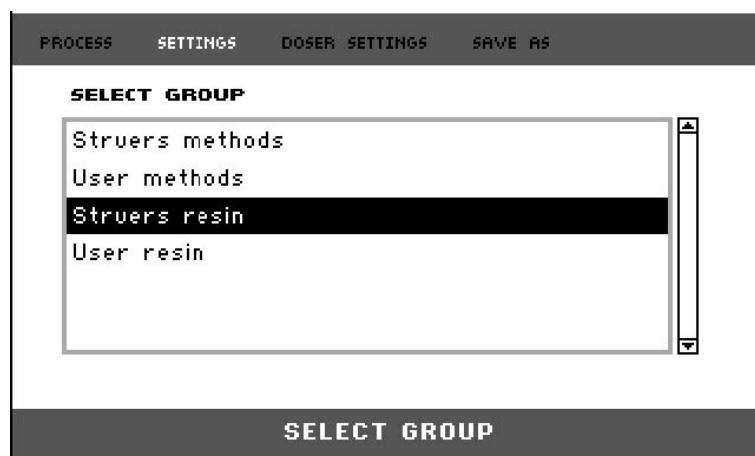 PROCESS SETTINGS DOSER SETTINGS SAVE AS
SELECT GROUP
Struers methods
User methods
Struers resin
User resin
SELECT GROUP